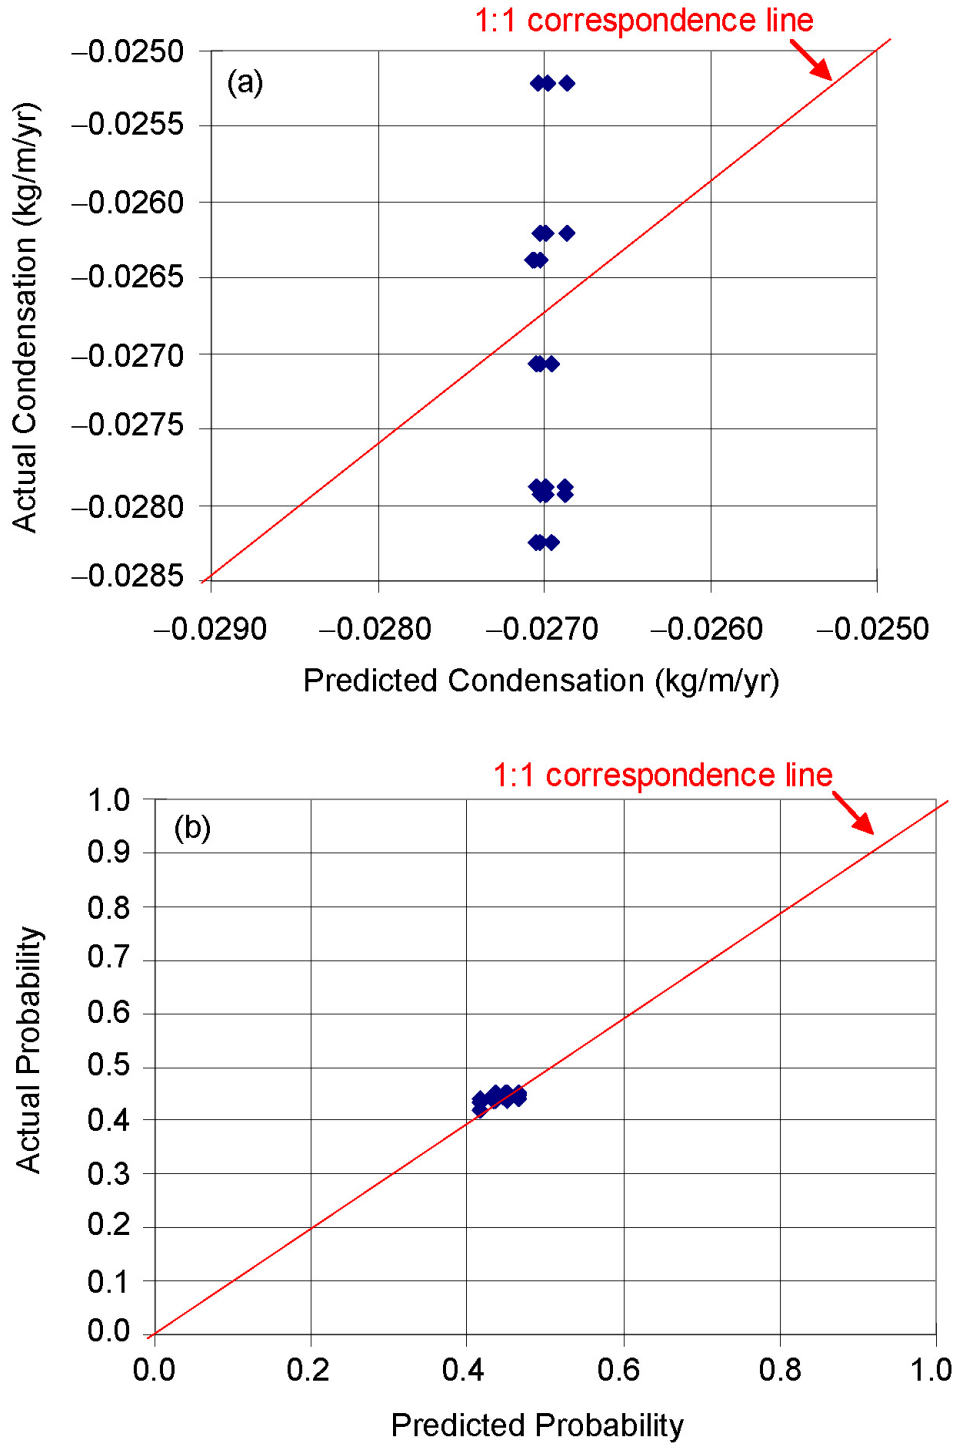 1:1 correspondence line
(a)
Actual Condensation (kg/m/yr)
−0.0250
−0.0255
−0.0260
−0.0265
−0.0270
−0.0275
−0.0280
−0.0285
−0.0290 −0.0280 −0.0270 −0.0260 −0.0250
Predicted Condensation (kg/m/yr)
1:1 correspondence line
(b)
Actual Probability
1.0
0.9
0.8
0.7
0.6
0.5
0.4
0.3
0.2
0.1
0.0
0.0 0.2 0.4 0.6 0.8 1.0
Predicted Probability